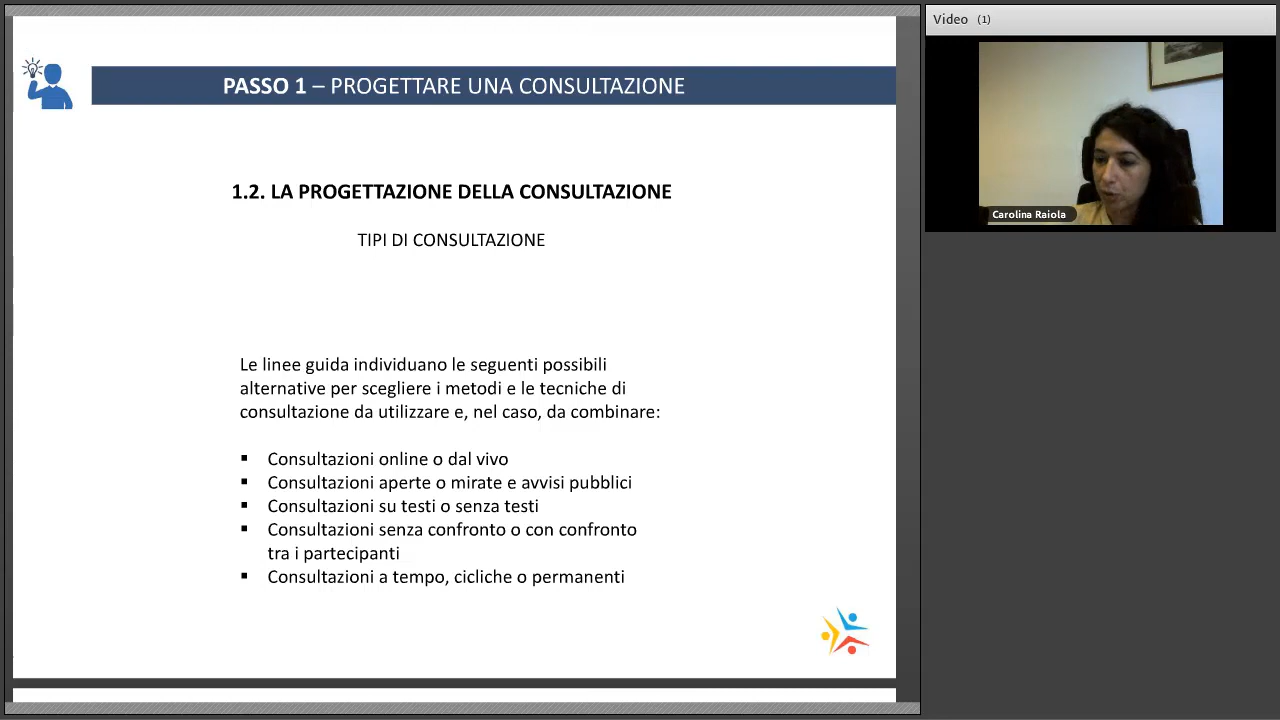 Video (1)
PASSO 1 – PROGETTARE UNA CONSULTAZIONE
1.2. LA PROGETTAZIONE DELLA CONSULTAZIONE
TIPI DI CONSULTAZIONE
Le linee guida individuano le seguenti possibili
alternative per scegliere i metodi e le tecniche di
consultazione da utilizzare e, nel caso, da combinare:
▪ Consultazioni online o dal vivo
▪ Consultazioni aperte o mirate e avvisi pubblici
▪ Consultazioni su testi o senza testi
▪ Consultazioni senza confronto o con confronto
tra i partecipanti
▪ Consultazioni a tempo, cicliche o permanenti
Carolina Raiola